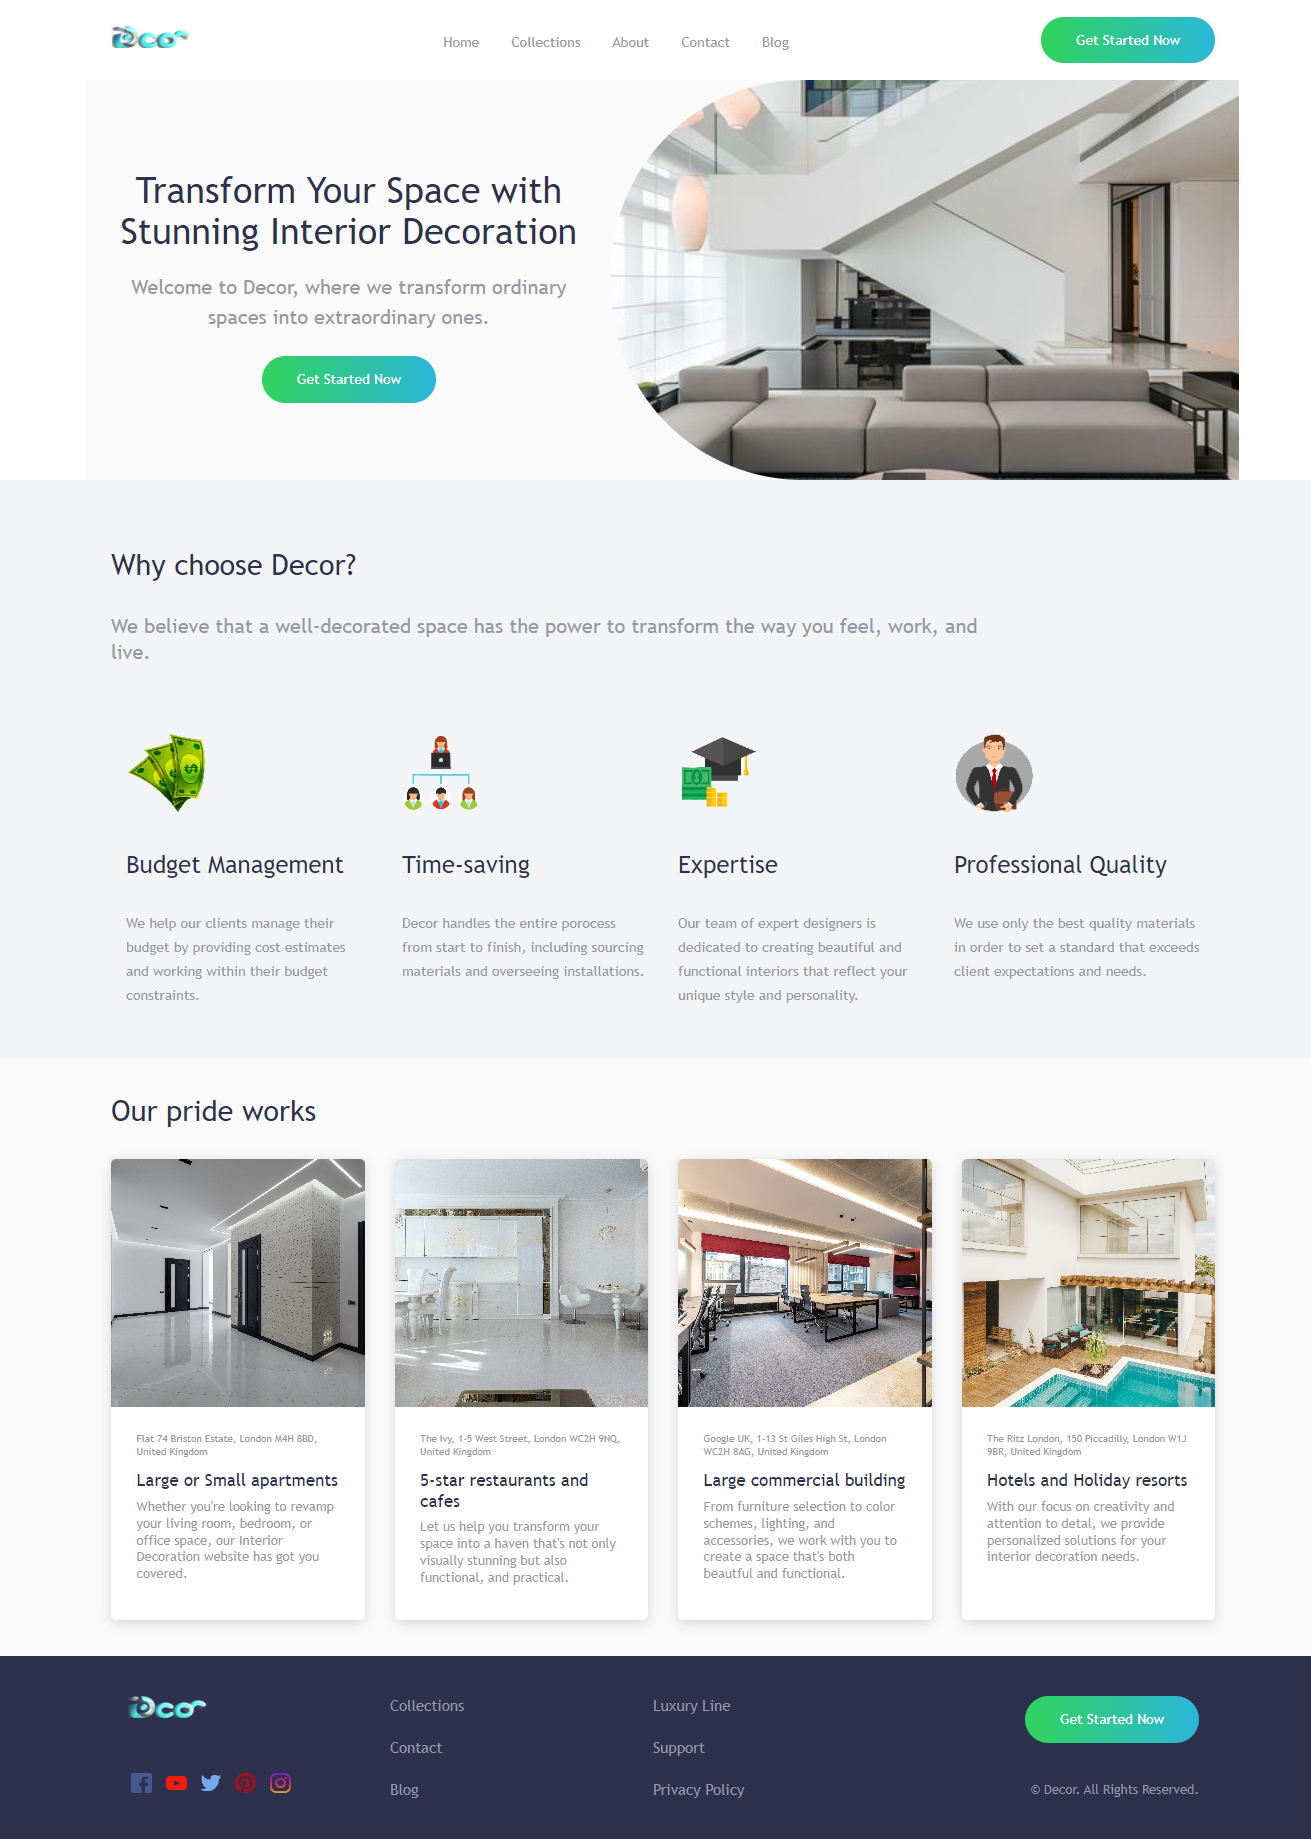 Decor
Home
Collections
About
Contact
Blog
Get Started Now
Transform Your Space with
Stunning Interior Decoration
Welcome to Decor, where we transform ordinary
spaces into extraordinary ones.
Get Started Now
Why choose Decor?
We believe that a well-decorated space has the power to transform the way you feel, work, and
live.
Budget Management
We help our clients manage their
budget by providing cost estimates
and working within their budget
constraints.
Time-saving
Decor handles the entire porocess
from start to finish, including sourcing
materials and overseeing installations.
Expertise
Our team of expert designers is
dedicated to creating beautiful and
functional interiors that reflect your
unique style and personality.
Professional Quality
We use only the best quality materials
in order to set a standard that exceeds
client expectations and needs.
Our pride works
Flat 74 Briston Estate, London M4H 8BD,
United Kingdom
Large or Small apartments
Whether you're looking to revamp
your living room, bedroom, or
office space, our Interior
Decoration website has got you
covered.
The Ivy, 1-5 West Street, London WC2H 9NQ,
United Kingdom
5-star restaurants and
cafes
Let us help you transform your
space into a haven that's not only
visually stunning but also
functional, and practical.
Google UK, 1-13 St Giles High St, London
WC2H 8AG, United Kingdom
Large commercial building
From furniture selection to color
schemes, lighting, and
accessories, we work with you to
create a space that's both
beautful and functional.
The Ritz London, 150 Piccadilly, London W1J
9BR, United Kingdom
Hotels and Holiday resorts
With our focus on creativity and
attention to detal, we provide
personalized solutions for your
interior decoration needs.
Decor
Collections
Contact
Blog
Luxury Line
Support
Privacy Policy
Get Started Now
© Decor. All Rights Reserved.